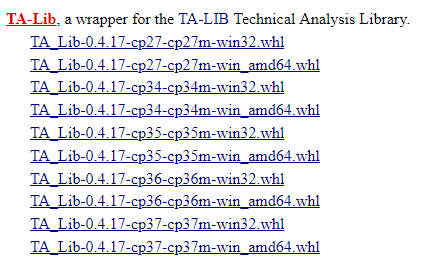 TA-Lib, a wrapper for the TA-LIB Technical Analysis Library.
TA_Lib-0.4.17-cp27-cp27m-win32.whl
TA_Lib-0.4.17-cp27-cp27m-win_amd64.whl
TA_Lib-0.4.17-cp34-cp34m-win32.whl
TA_Lib-0.4.17-cp34-cp34m-win_amd64.whl
TA_Lib-0.4.17-cp35-cp35m-win32.whl
TA_Lib-0.4.17-cp35-cp35m-win_amd64.whl
TA_Lib-0.4.17-cp36-cp36m-win32.whl
TA_Lib-0.4.17-cp36-cp36m-win_amd64.whl
TA_Lib-0.4.17-cp37-cp37m-win32.whl
TA_Lib-0.4.17-cp37-cp37m-win_amd64.whl